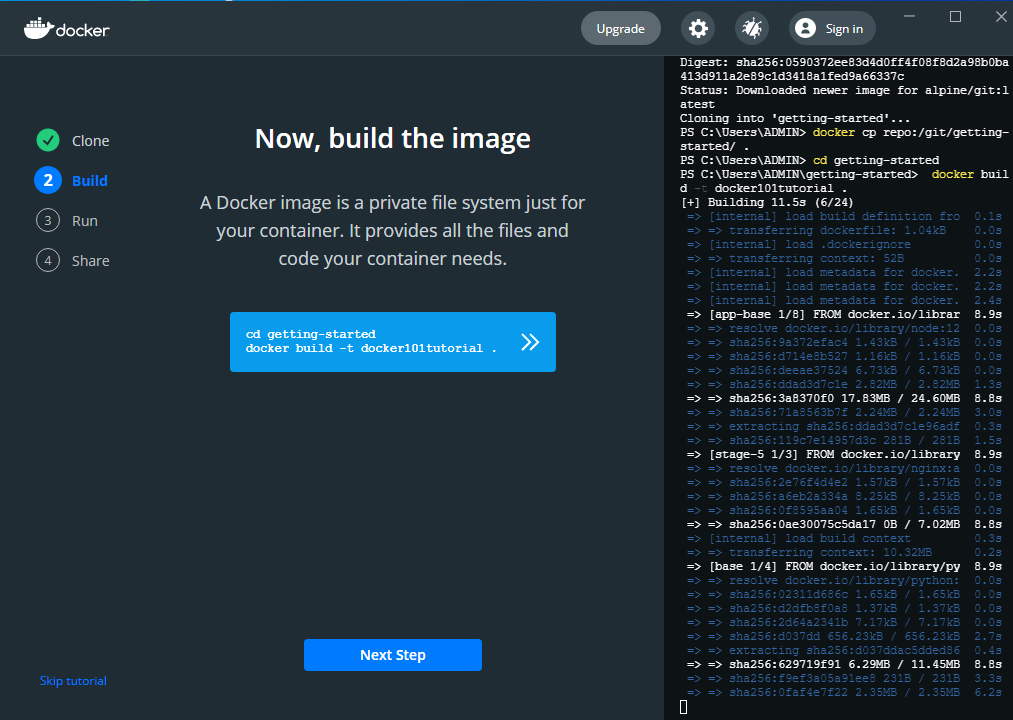 docker
Upgrade
Sign in
Clone
2 Build
3 Run
4 Share
Now, build the image
A Docker image is a private file system just for
your container. It provides all the files and
code your container needs.
cd getting-started
docker build -t docker101tutorial .
Next Step
Skip tutorial
Digest: sha256:0590372ee83d4d0ff4f08f8d2a98b0ba
413d911a2e89c1d3418a1fed9a66337c
Status: Downloaded newer image for alpine/git:l
atest
Cloning into 'getting-started'...
PS C:\Users\ADMIN> docker cp repo:/git/getting-
started/ .
PS C:\Users\ADMIN> cd getting-started
PS C:\Users\ADMIN\getting-started>  docker buil
d -t docker101tutorial .
[+] Building 11.5s (6/24)
=> [internal] load build definition fro 0.1s
=> => transferring dockerfile: 1.04kB 0.0s
=> [internal] load .dockerignore 0.0s
=> => transferring context: 52B 0.0s
=> [internal] load metadata for docker. 2.2s
=> [internal] load metadata for docker. 2.2s
=> [internal] load metadata for docker. 2.4s
=> [app-base 1/8] FROM docker.io/librar 8.9s
=> => resolve docker.io/library/node:12 0.0s
=> => sha256:9a372efac4 1.43kB / 1.43kB 0.0s
=> => sha256:d714e8b527 1.16kB / 1.16kB 0.0s
=> => sha256:deeae37524 6.73kB / 6.73kB 0.0s
=> => sha256:ddad3d7c1e 2.82MB / 2.82MB 1.3s
=> => sha256:3a8370f0 17.83MB / 24.60MB 8.8s
=> => sha256:71a8563b7f 2.24MB / 2.24MB 3.0s
=> => extracting sha256:ddad3d7c1e96adf 0.3s
=> => sha256:119c7e14957d3c 281B / 281B 1.5s
=> [stage-5 1/3] FROM docker.io/library 8.9s
=> => resolve docker.io/library/nginx:a 0.0s
=> => sha256:2e76f4d4e2 1.57kB / 1.57kB 0.0s
=> => sha256:a6eb2a334a 8.25kB / 8.25kB 0.0s
=> => sha256:0f8595aa04 1.65kB / 1.65kB 0.0s
=> => sha256:0ae30075c5da17 0B / 7.02MB 8.8s
=> [internal] load build context 0.3s
=> => transferring context: 10.32MB 0.2s
=> [base 1/4] FROM docker.io/library/py 8.9s
=> => resolve docker.io/library/python: 0.0s
=> => sha256:02311d686c 1.65kB / 1.65kB 0.0s
=> => sha256:d2dfb8f0a8 1.37kB / 1.37kB 0.0s
=> => sha256:2d64a2341b 7.17kB / 7.17kB 0.0s
=> => sha256:d037dd 656.23kB / 656.23kB 2.7s
=> => extracting sha256:d037ddac5dded86 0.4s
=> => sha256:629719f91 6.29MB / 11.45MB 8.8s
=> => sha256:f9ef3a05a91ee8 231B / 231B 3.3s
=> => sha256:0faf4e7f22 2.35MB / 2.35MB 6.2s